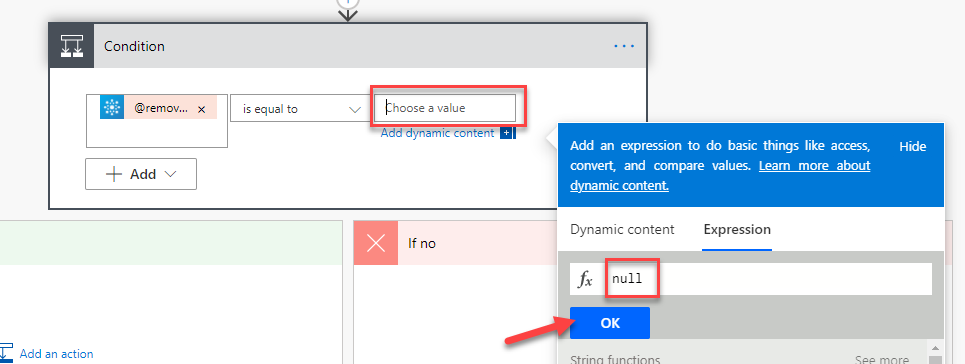 Condition
...
@remov... x
is equal to
Choose a value
Add dynamic content +
+ Add
Add an expression to do basic things like access,
convert, and compare values. Learn more about
dynamic content.
Hide
Dynamic content
Expression
If no
fx
null
OK
Add an action
String functions
See more